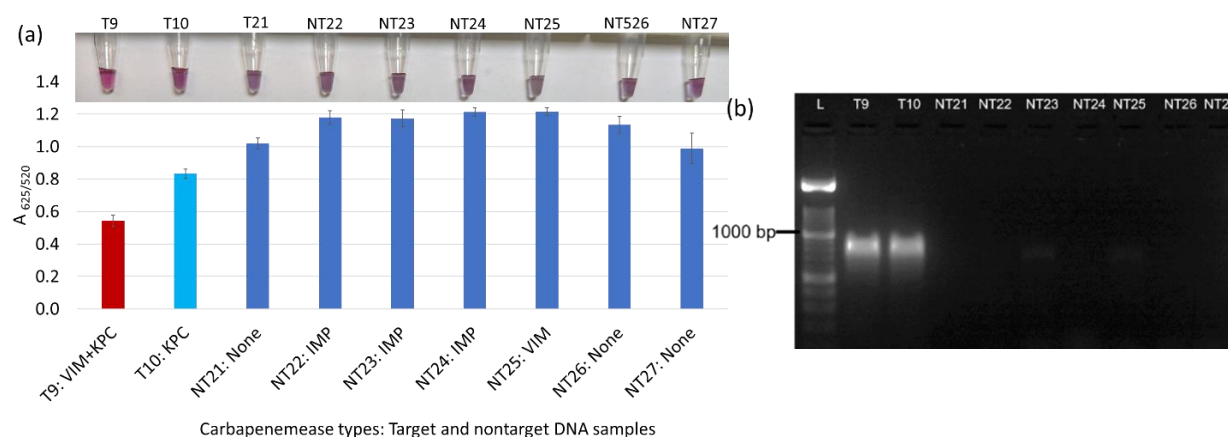 T9 T10 T21 NT22 NT23 NT24 NT25 NT526 NT27
(a)
1.4
1.2
1.0
0.8
0.6
0.4
0.2
0.0
A 625/520
T9: VIM+KPC
T10: KPC
NT21: None
NT22: IMP
NT23: IMP
NT24: IMP
NT25: VIM
NT26: None
NT27: None
Carbapenemease types: Target and nontarget DNA samples
(b)
L T9 T10 NT21 NT22 NT23 NT24 NT25 NT26 NT2
1000 bp